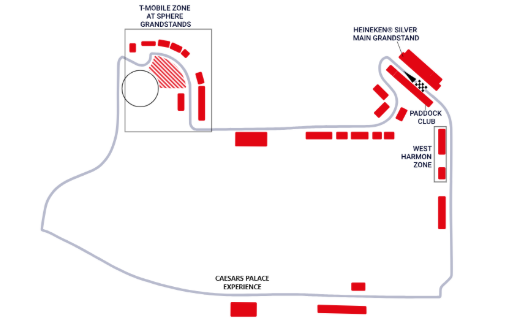 T-MOBILE ZONE
AT SPHERE
GRANDSTANDS
HEINEKEN® SILVER
MAIN GRANDSTAND
PADDOCK
CLUB
WEST
HARMON
ZONE
CAESARS PALACE
EXPERIENCE